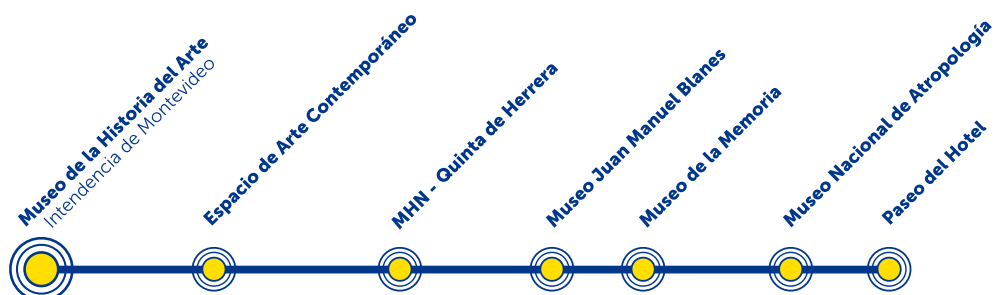 Museo de la Historia del Arte
Intendencia de Montevideo
Espacio de Arte Contemporáneo
MHN - Quinta de Herrera
Museo Juan Manuel Blanes
Museo de la Memoria
Museo Nacional de Atropología
Paseo del Hotel